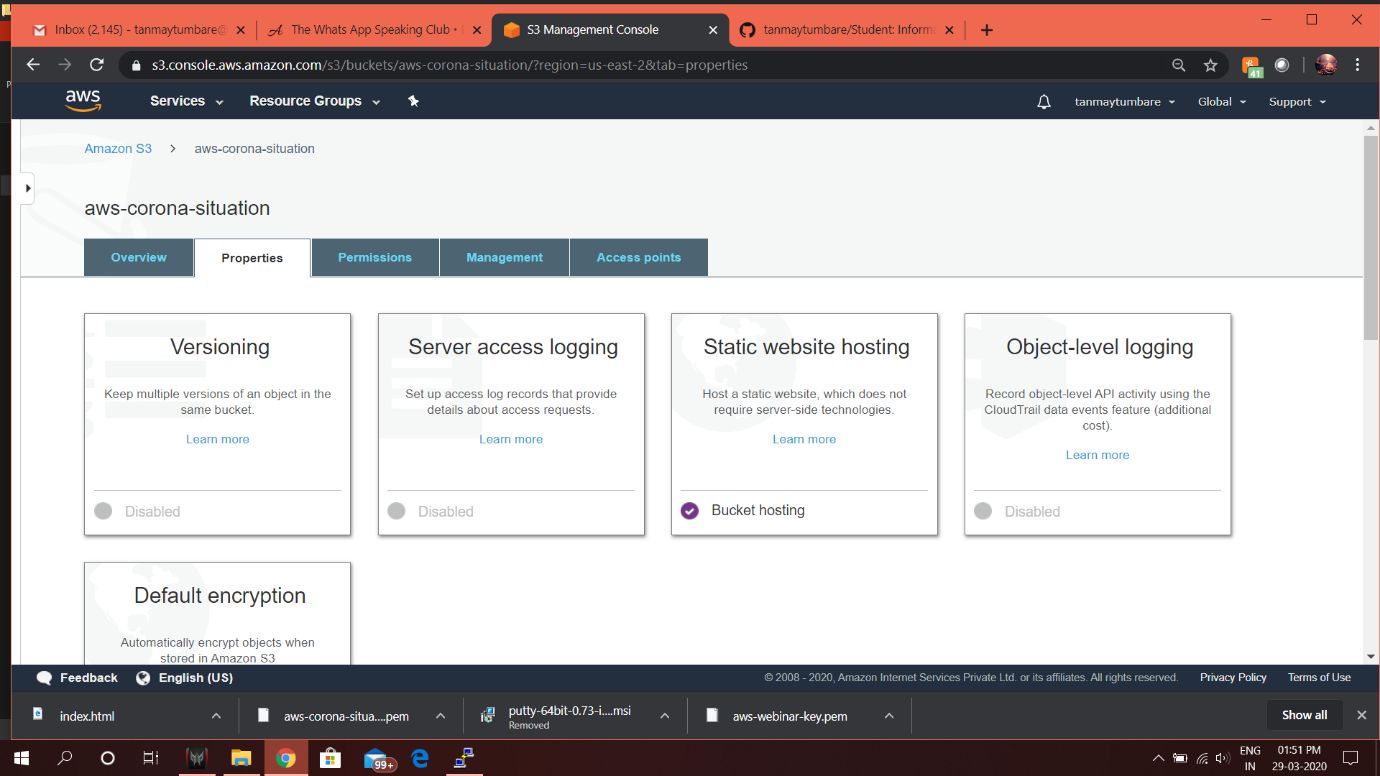 Inbox (2,145) - tanmaytumbare@
The Whats App Speaking Club •
S3 Management Console
tanmaytumbare/Student: Inform
s3.console.aws.amazon.com/s3/buckets/aws-corona-situation/?region=us-east-2&tab=properties
41
aws
Services
Resource Groups
tanmaytumbare
Global
Support
Amazon S3 > aws-corona-situation
aws-corona-situation
Overview
Properties
Permissions
Management
Access points
Versioning
Keep multiple versions of an object in the
same bucket.
Learn more
Disabled
Server access logging
Set up access log records that provide
details about access requests.
Learn more
Disabled
Static website hosting
Host a static website, which does not
require server-side technologies.
Learn more
Bucket hosting
Object-level logging
Record object-level API activity using the
CloudTrail data events feature (additional
cost).
Learn more
Disabled
Default encryption
Automatically encrypt objects when
stored in Amazon S3
Feedback
English (US)
© 2008 - 2020, Amazon Internet Services Private Ltd. or its affiliates. All rights reserved.
Privacy Policy
Terms of Use
index.html
aws-corona-situa....pem
putty-64bit-0.73-i....msi
Removed
aws-webinar-key.pem
Show all
99+
ENG
IN
01:51 PM
29-03-2020